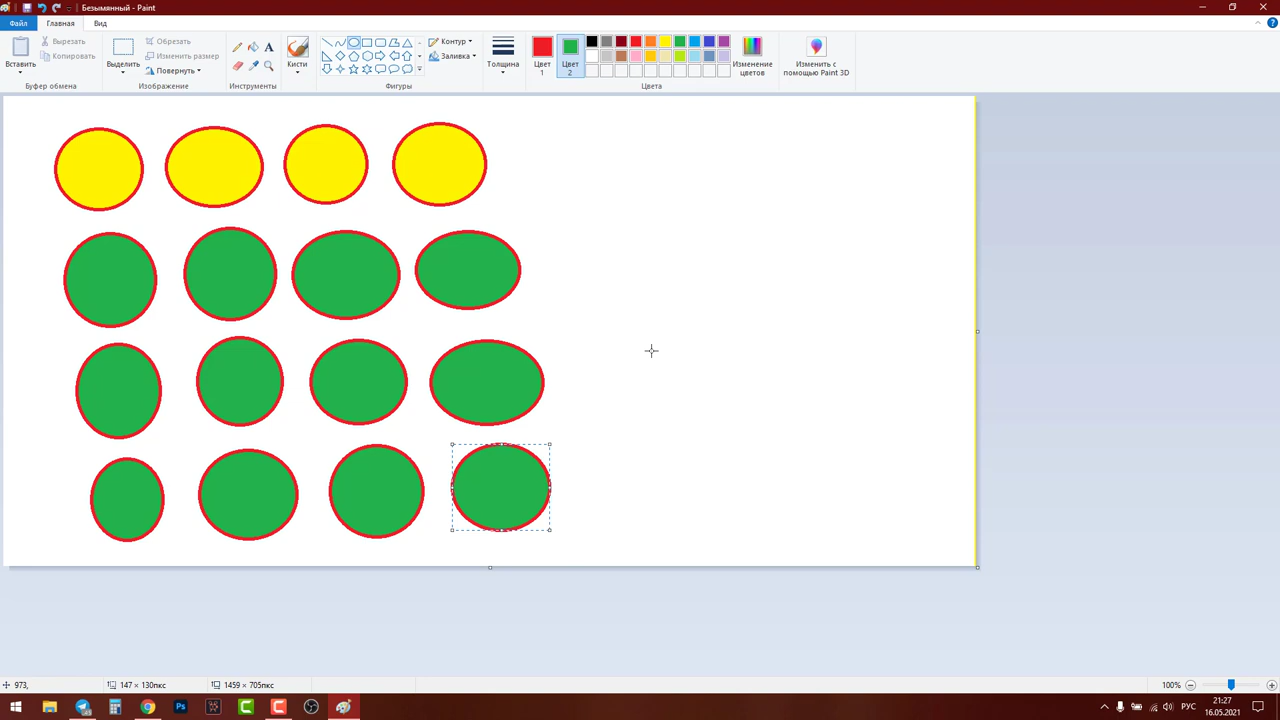 Безымянный - Paint
Файл Главная Вид
Вставить
Вырезать
Копировать
Буфер обмена
Выделить
Обрезать
Изменить размер
Повернуть
Изображение
A
Инструменты
Кисти
Контур
Заливка
Фигуры
Толщина
Цвет
1
Цвет
2
Изменение
цветов
Цвета
Изменить с
помощью Paint 3D
973,
147 × 130пкс
1459 × 705пкс
100%
Ps
РУС
21:27
16.05.2021